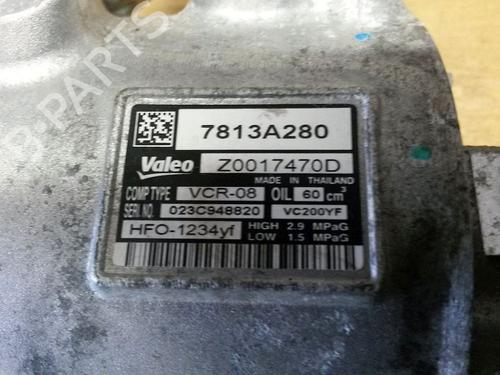 B-PARTS
7813A280
Valeo Z0017470D
MADE IN THAILAND
COMP TYPE VCR-08 OIL 60 cm³
SERI NO. 023C948820 VC200YF
HFO-1234yf HIGH 2.9 MPaG
LOW 1.5 MPaG